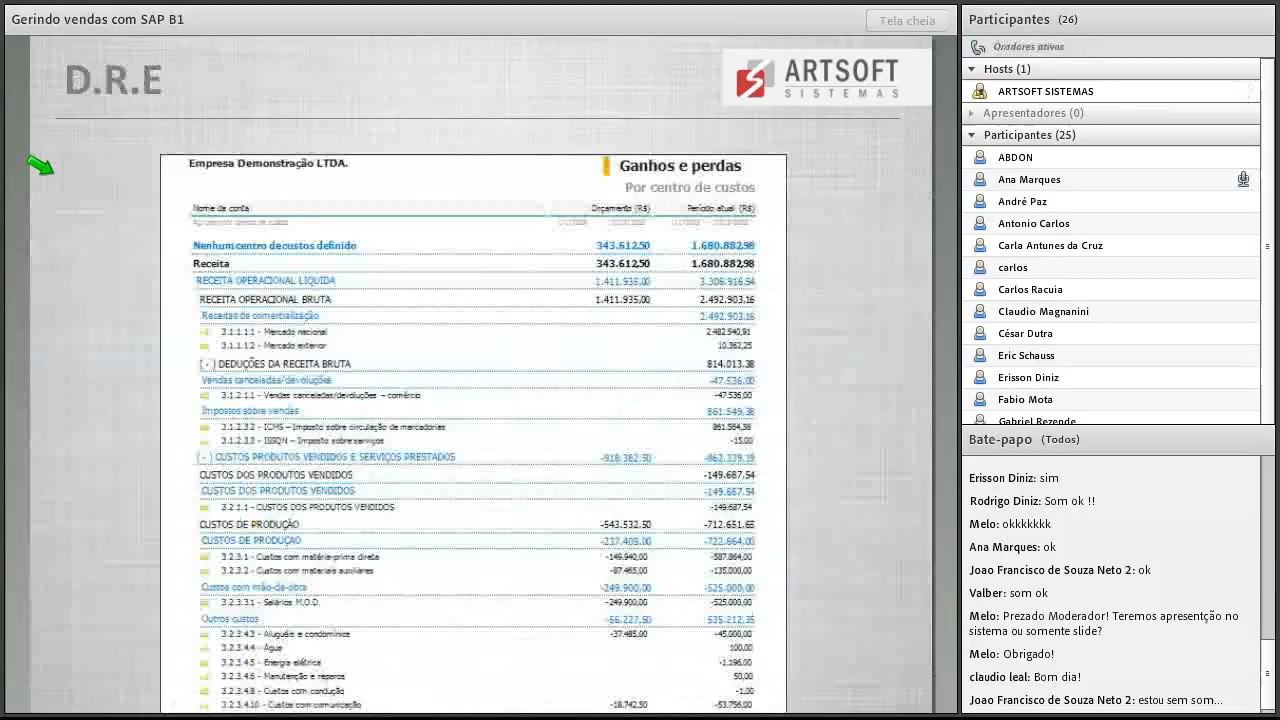 Gerindo vendas com SAP B1
Tela cheia
D.R.E
ARTSOFT
SISTEMAS
Empresa Demonstração LTDA.
Ganhos e perdas
Por centro de custos
Nome da conta Orçamento (R$) Período atual (R$)
Nenhum centro de custos definido 343.612,50 1.680.882,98
Receita 343.612,50 1.680.882,98
RECEITA OPERACIONAL LIQUIDA 1.411.935,00 3.306.916,54
RECEITA OPERACIONAL BRUTA 1.411.935,00 2.492.903,16
Receitas de comercialização 2.492.903,16
3.1.1.1.1 - Mercado nacional 2.482.540,91
3.1.1.1.2 - Mercado exterior 10.362,25
( - ) DEDUÇÕES DA RECEITA BRUTA 814.013,38
Vendas canceladas/devoluções -47.536,00
3.1.2.1.1 - Vendas canceladas/devoluções – comércio -47.536,00
Impostos sobre vendas 861.549,38
3.1.2.3.2 - ICMS – Imposto sobre circulação de mercadorias 861.564,38
3.1.2.3.3 - ISSQN – Imposto sobre serviços -15,00
( - ) CUSTOS PRODUTOS VENDIDOS E SERVIÇOS PRESTADOS -918.382,50 -862.339,19
CUSTOS DOS PRODUTOS VENDIDOS -149.687,54
CUSTOS DOS PRODUTOS VENDIDOS -149.687,54
3.2.1.1 - CUSTOS DOS PRODUTOS VENDIDOS -149.687,54
CUSTOS DE PRODUÇÃO -543.532,50 -712.651,65
CUSTOS DE PRODUÇÃO -237.405,00 -722.864,00
3.2.3.1 - Custos com matéria-prima direta -149.940,00 -587.864,00
3.2.3.2 - Custos com materiais auxiliares -87.465,00 -135.000,00
Custos com mão-de-obra -249.900,00 -525.000,00
3.2.3.3.1 - Salários M.O.D. -249.900,00 -525.000,00
Outros custos -56.227,50 535.212,35
3.2.3.4.3 - Aluguéis e condomínios -37.485,00 -45.000,00
3.2.3.4.4 - Água 100,00
3.2.3.4.5 - Energia elétrica -1.196,00
3.2.3.4.6 - Manutenção e reparos 50,00
3.2.3.4.8 - Custos com condução -1,00
3.2.3.4.10 - Custos com comunicação -18.742,50 -53.756,00
Participantes (26)
Oradores ativos
Hosts (1)
ARTSOFT SISTEMAS
Apresentadores (0)
Participantes (25)
ABDON
Ana Marques
André Paz
Antonio Carlos
Carla Antunes da Cruz
carlos
Carlos Racuia
Claudio Magnanini
César Dutra
Eric Schauss
Erisson Diniz
Fabio Mota
Gabriel Rezende
Bate-papo (Todos)
Erisson Diniz: sim
Rodrigo Diniz: Som ok !!
Melo: okkkkkkk
Ana Marques: ok
Joao Francisco de Souza Neto 2: ok
Valber: som ok
Melo: Prezado Moderador! Teremo apresentção no
sistema ou somente slide?
Melo: Obrigado!
claudio leal: Bom dia!
Joao Francisco de Souza Neto 2: estou sem som...